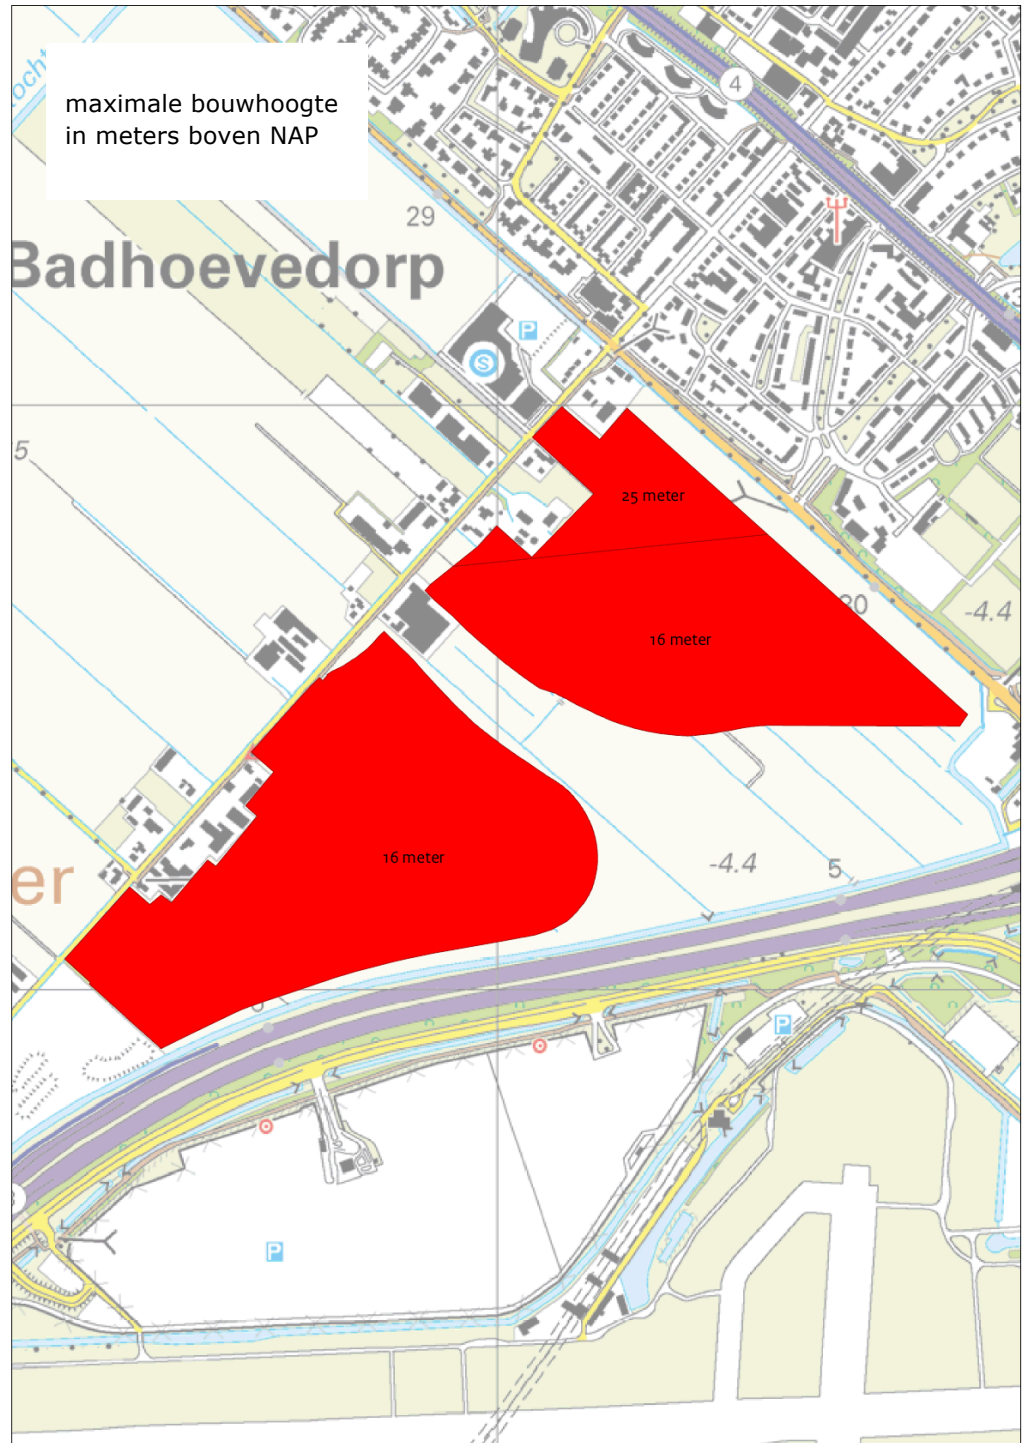 maximale bouwhoogte
in meters boven NAP
4
29
Badhoevedorp
P
S
5
25 meter
-4.4
16 meter
16 meter
-4.4
5
er
P
P